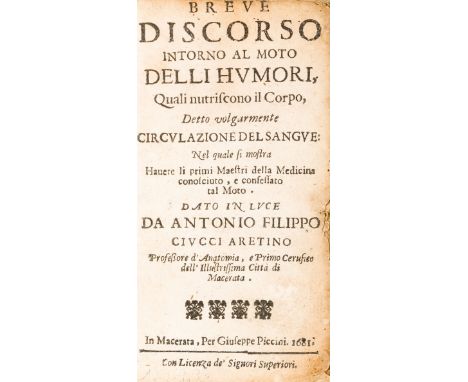 BREVE
DISCORSO
INTORNO AL MOTO
DELLI HVMORI,
Quali nutriſcono il Corpo,
Detto volgarmente
CIRCVLAZIONE DEL SANGVE:
Nel quale ſi moſtra
Hauere li primi Maeſtri della Medicina
conoſciuto, e confeſſato
tal Moto.
DATO IN LVCE
DA ANTONIO FILIPPO
CIVCCI ARETINO
Profeſſore d'Anatomia, e Primo Ceruſico
dell' Illuſtriſſima Città di
Macerata.
In Macerata, Per Giuſeppe Piccini. 1681.
Con Licenza de' Signori Superiori.